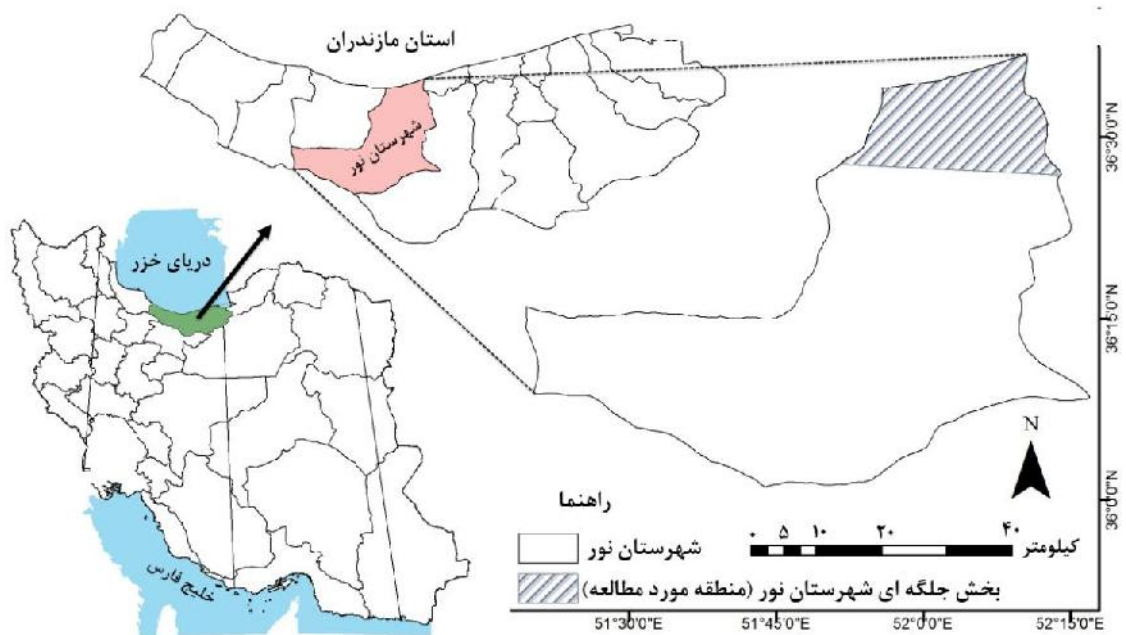 استان مازندران
شهرستان نور
دریای خزر
خلیج فارس
36°30'0"N
36°15'0"N
36°0'0"N
N
راهنما
شهرستان نور
بخش جلگه ای شهرستان نور (منطقه مورد مطالعه)
۰ ۵ ۱۰ ۲۰ ۴۰
کیلومتر
51°30'0"E 51°45'0"E 52°0'0"E 52°15'0"E